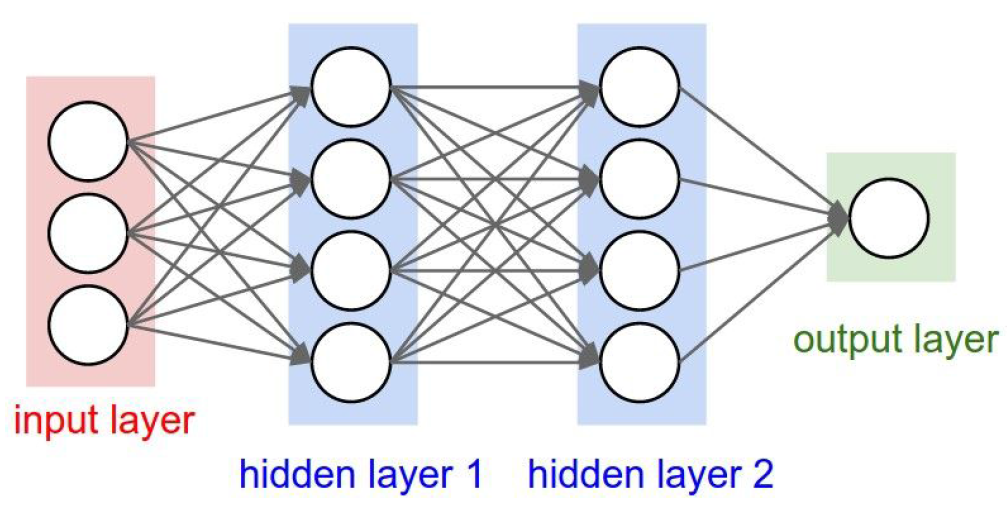 input layer
hidden layer 1
hidden layer 2
output layer